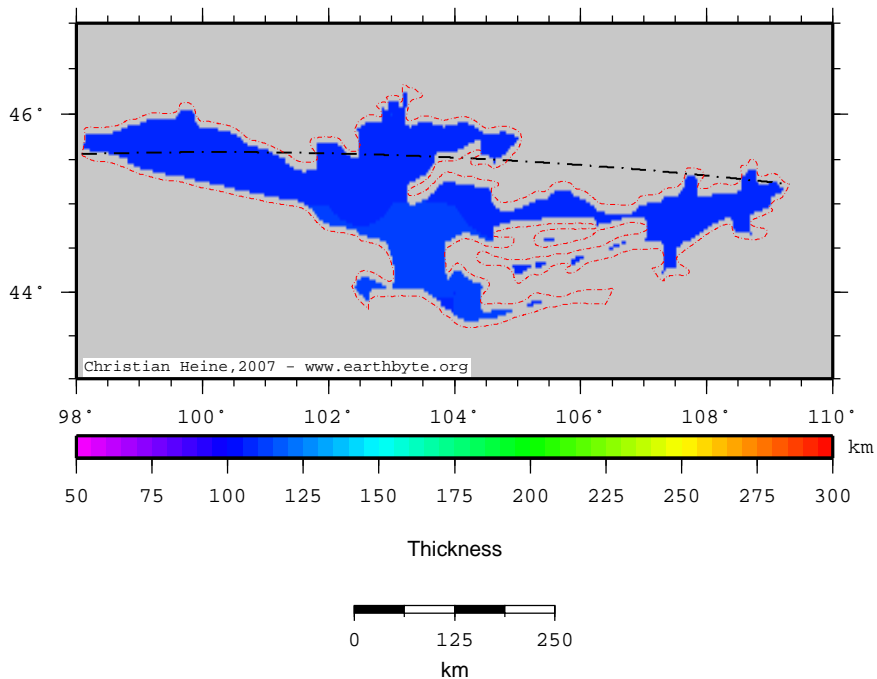 46°
44°
Christian Heine,2007 - www.earthbyte.org
98° 100° 102° 104° 106° 108° 110°
km
50 75 100 125 150 175 200 225 250 275 300
Thickness
0 125 250
km